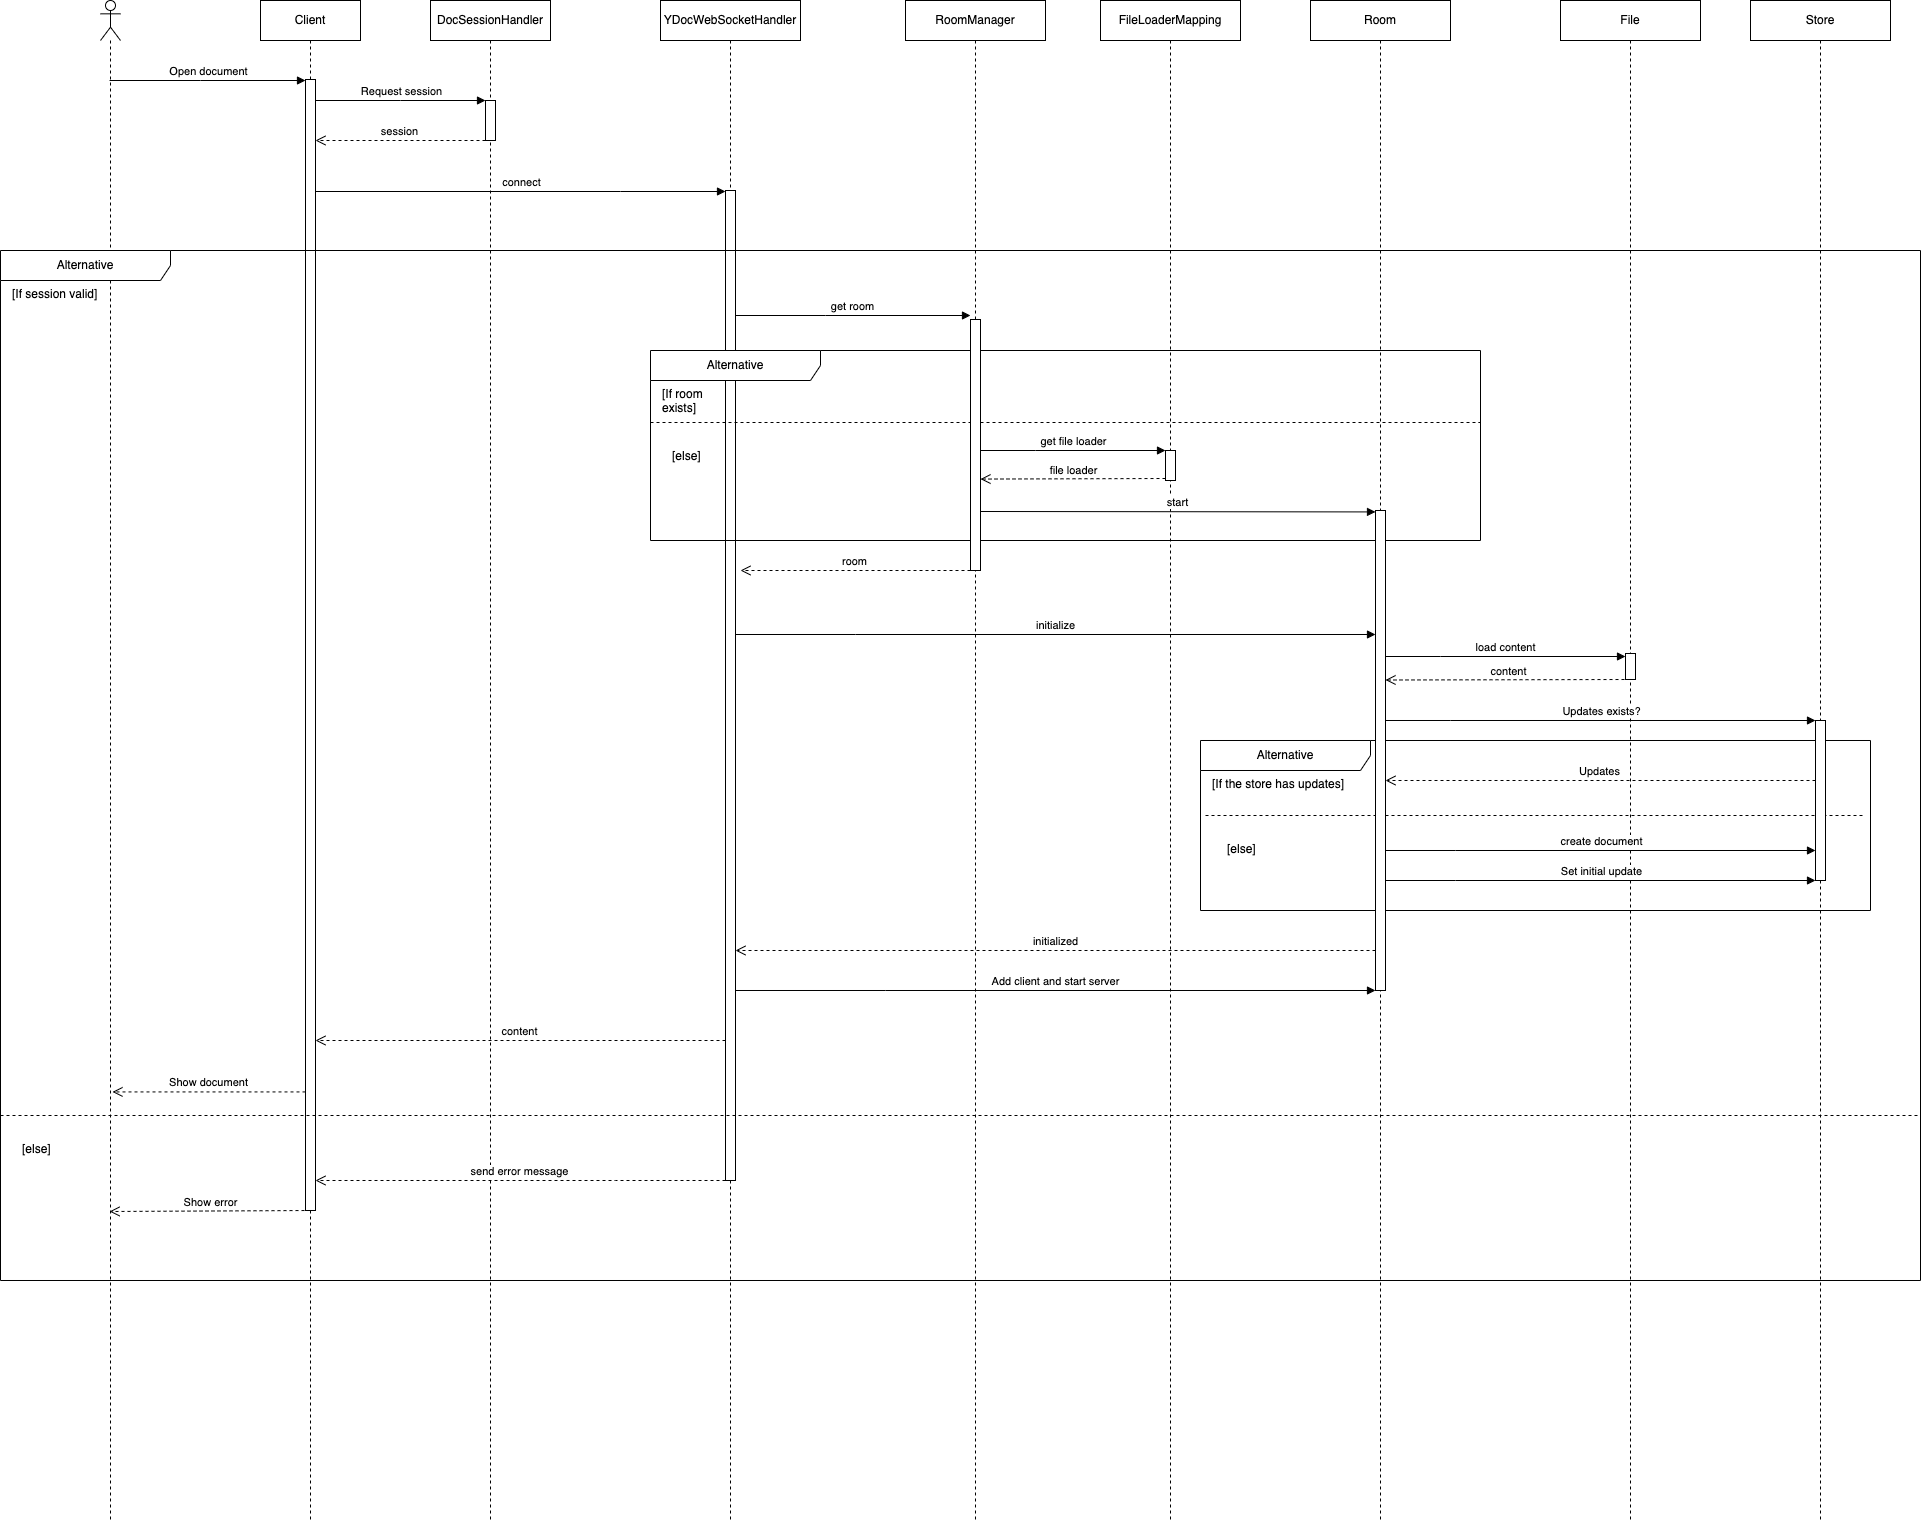 Client
DocSessionHandler
YDocWebSocketHandler
RoomManager
FileLoaderMapping
Room
File
Store
Open document
Request session
session
connect
Alternative
[If session valid]
get room
Alternative
[If room
exists]
get file loader
[else]
file loader
start
room
initialize
load content
content
Updates exists?
Alternative
Updates
[If the store has updates]
create document
[else]
Set initial update
initialized
Add client and start server
content
Show document
[else]
send error message
Show error